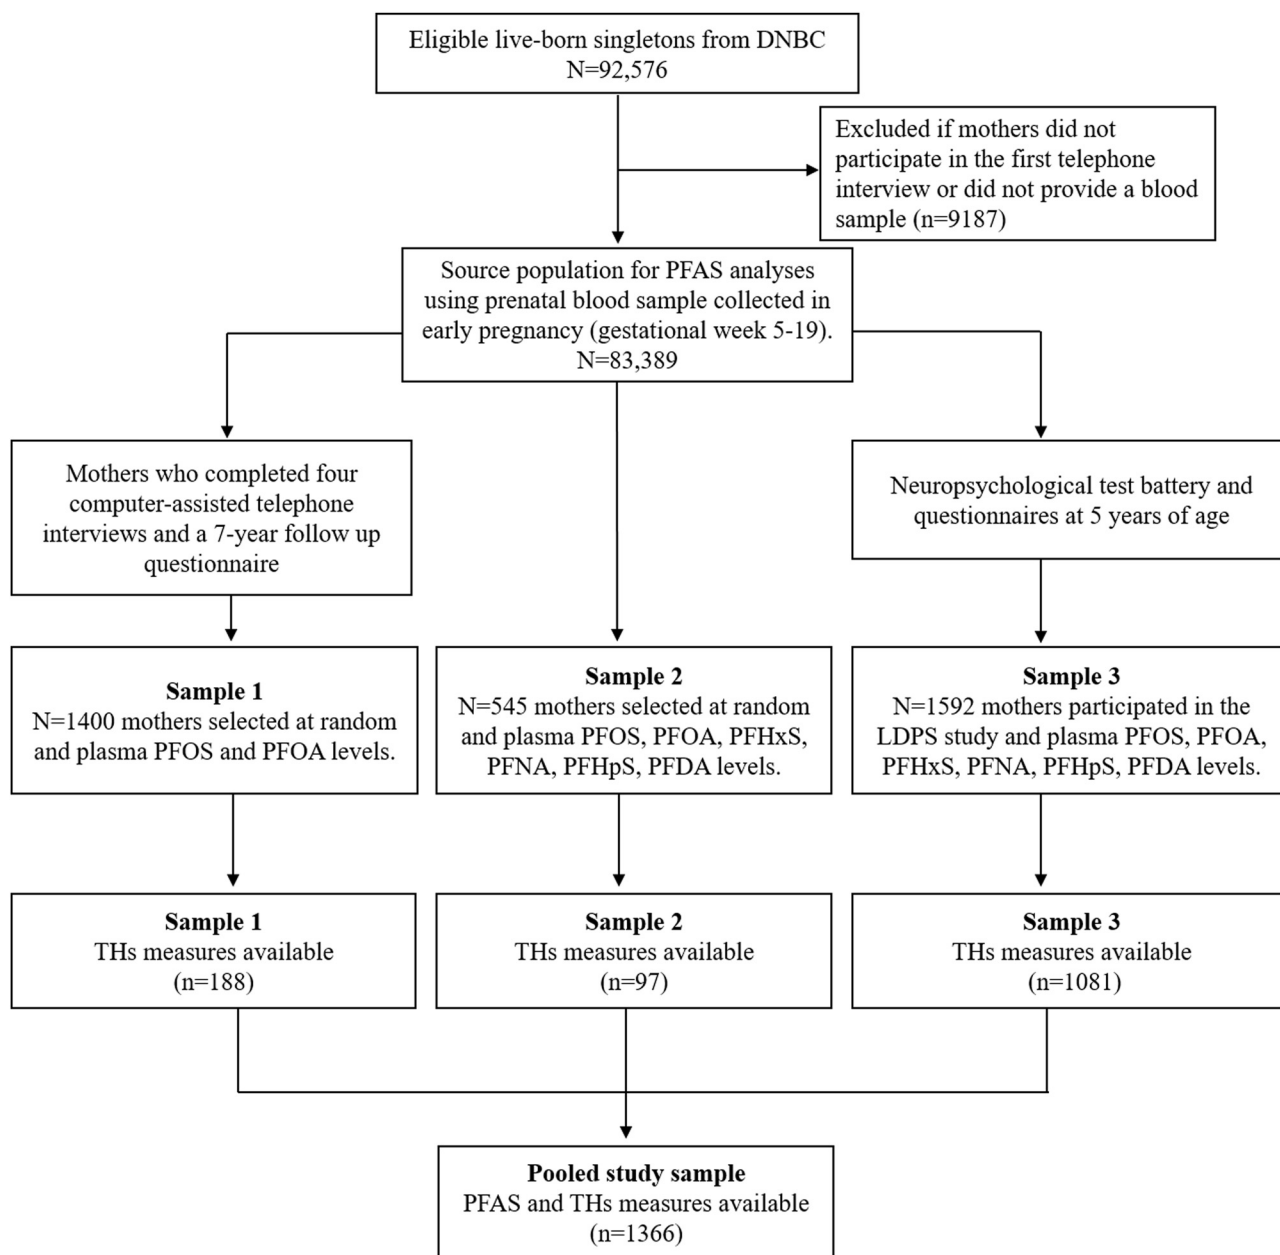 Eligible live-born singletons from DNBC
N=92,576
Excluded if mothers did not
participate in the first telephone
interview or did not provide a blood
sample (n=9187)
Source population for PFAS analyses
using prenatal blood sample collected in
early pregnancy (gestational week 5-19).
N=83,389
Mothers who completed four
computer-assisted telephone
interviews and a 7-year follow up
questionnaire
Neuropsychological test battery and
questionnaires at 5 years of age
Sample 1
N=1400 mothers selected at random
and plasma PFOS and PFOA levels.
Sample 2
N=545 mothers selected at random
and plasma PFOS, PFOA, PFHxS,
PFNA, PFHpS, PFDA levels.
Sample 3
N=1592 mothers participated in the
LDPS study and plasma PFOS, PFOA,
PFHxS, PFNA, PFHpS, PFDA levels.
Sample 1
THs measures available
(n=188)
Sample 2
THs measures available
(n=97)
Sample 3
THs measures available
(n=1081)
Pooled study sample
PFAS and THs measures available
(n=1366)